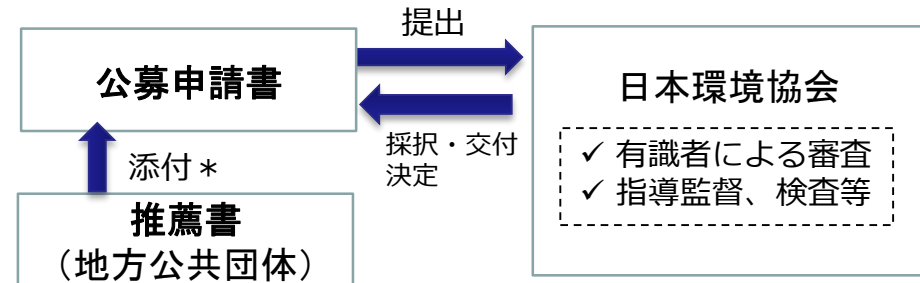 提出
公募申請書
日本環境協会
採択・交付
決定
✓ 有識者による審査
✓ 指導監督、検査等
添付＊
推薦書
（地方公共団体）